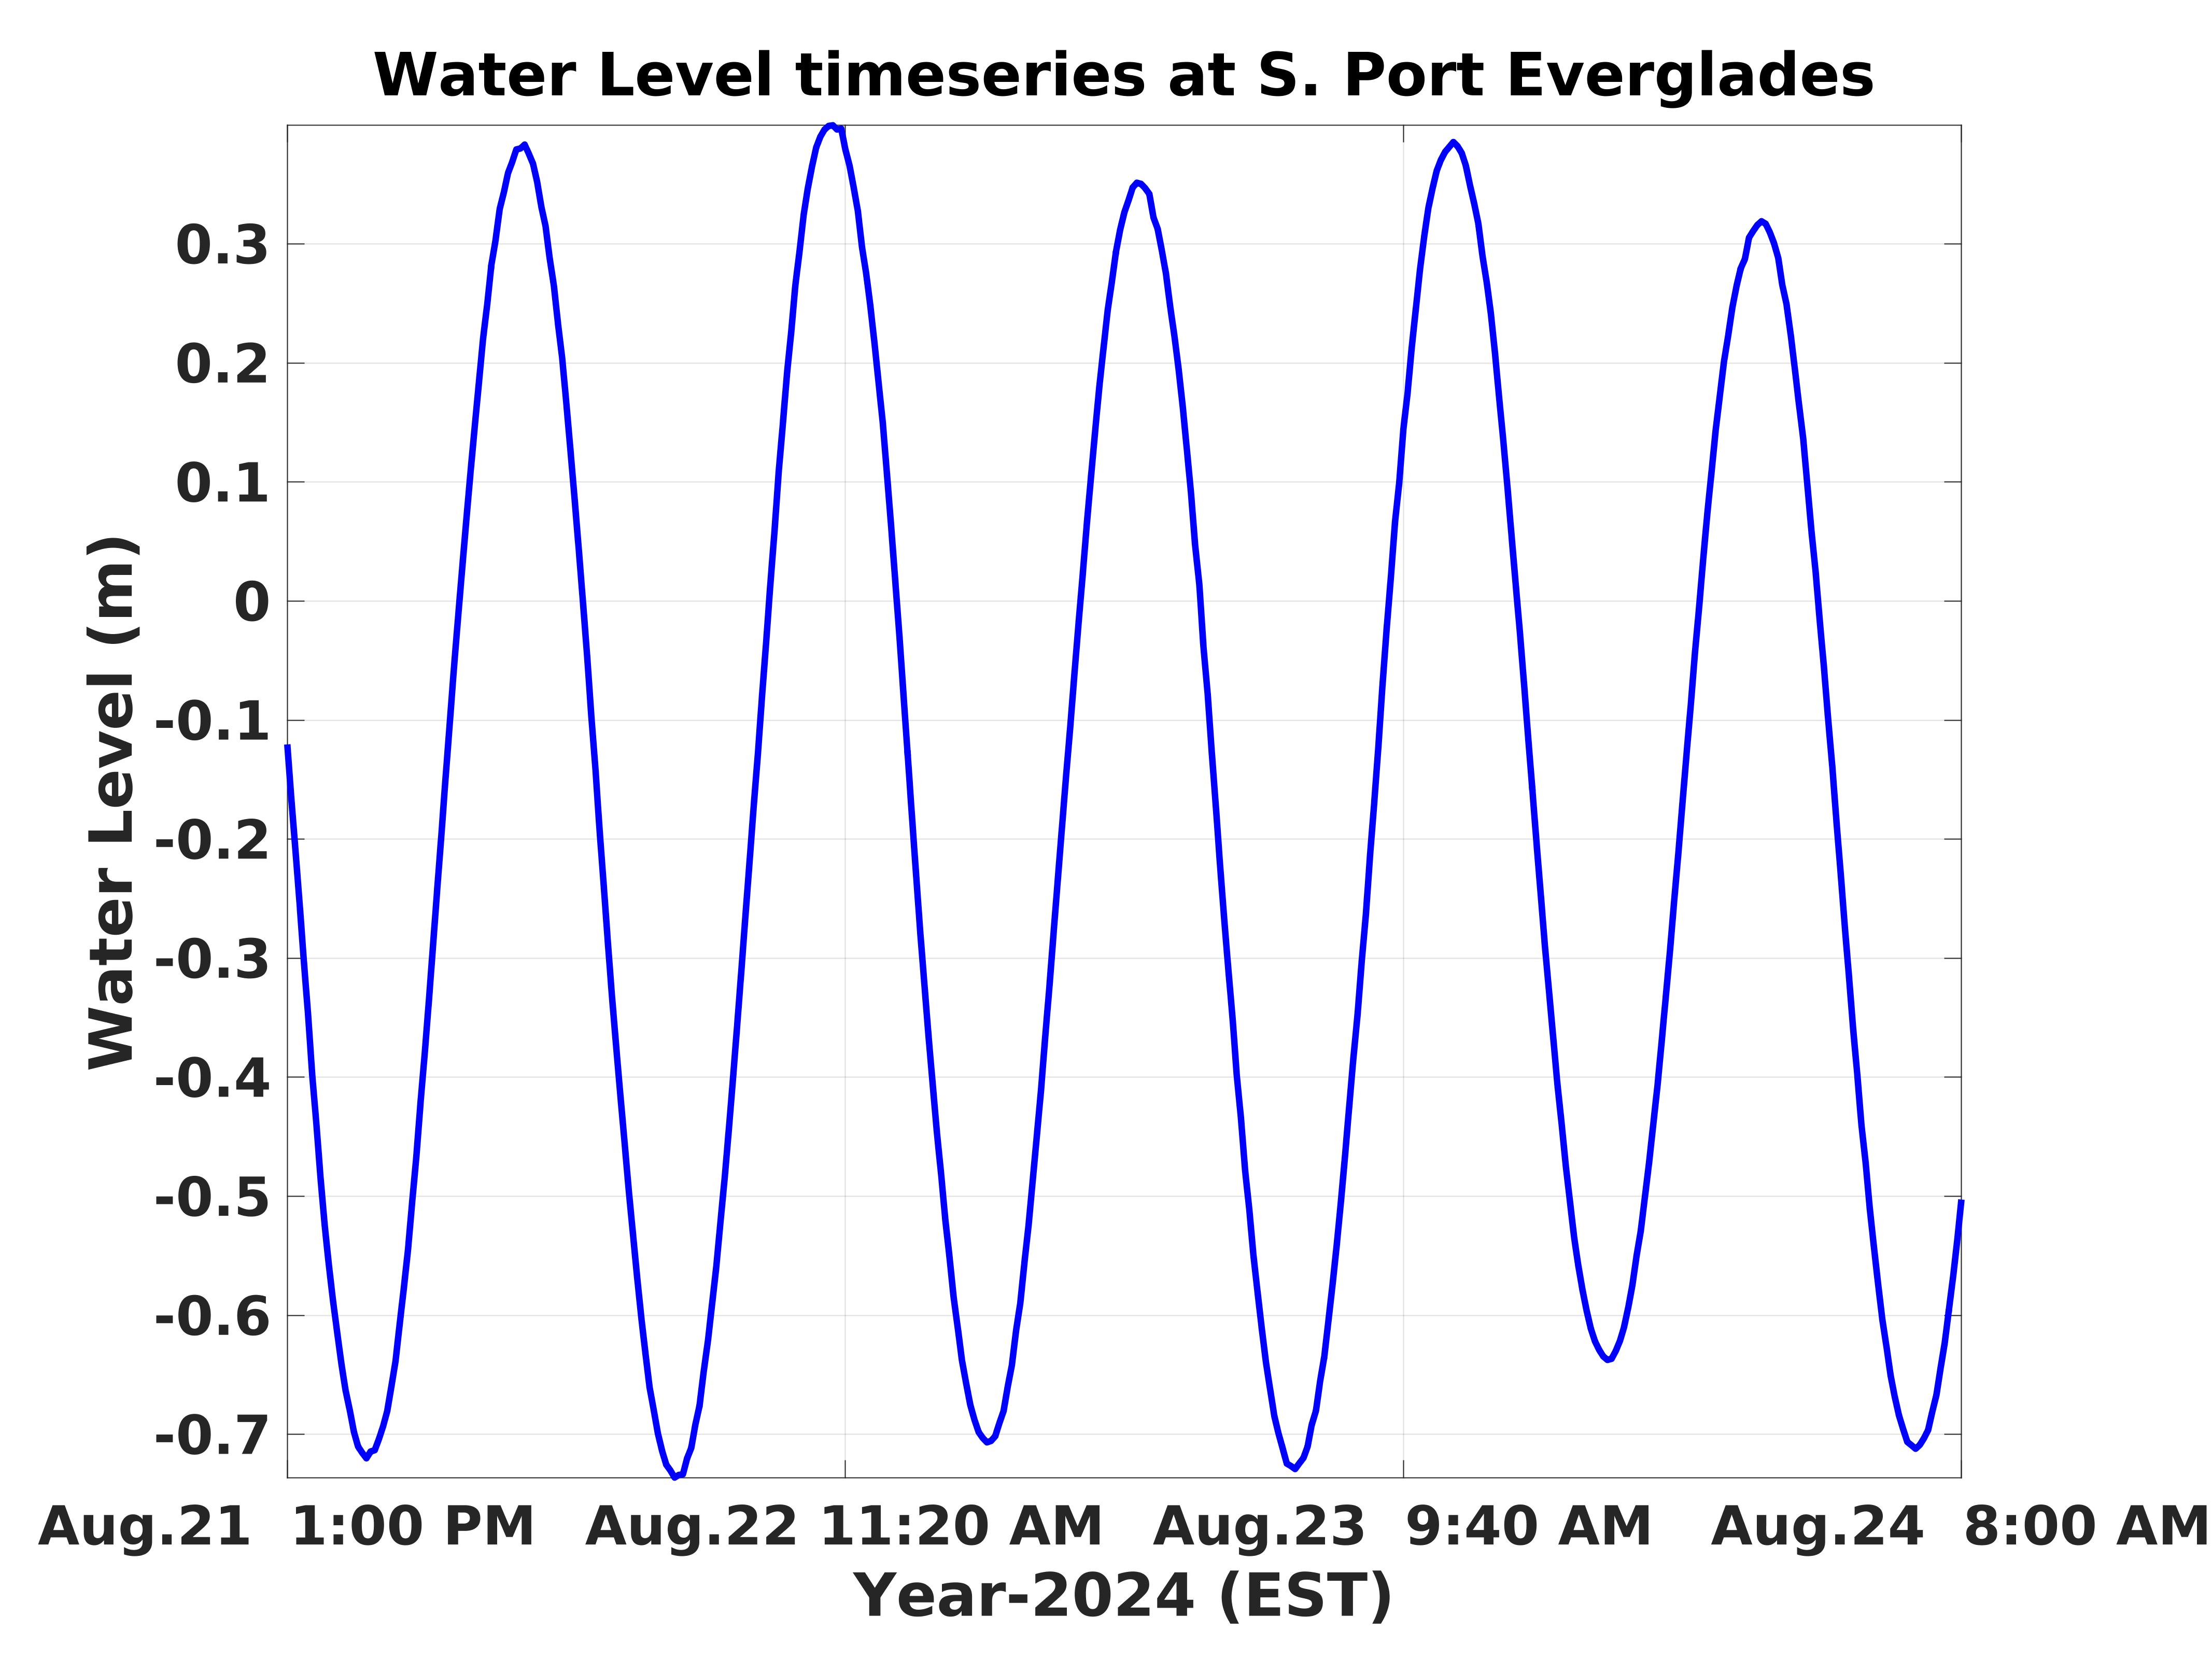 Water Level timeseries at S. Port Everglades
Water Level (m)
0.3
0.2
0.1
0
-0.1
-0.2
-0.3
-0.4
-0.5
-0.6
-0.7
Aug.21 1:00 PM Aug.22 11:20 AM Aug.23 9:40 AM Aug.24 8:00 AM
Year-2024 (EST)